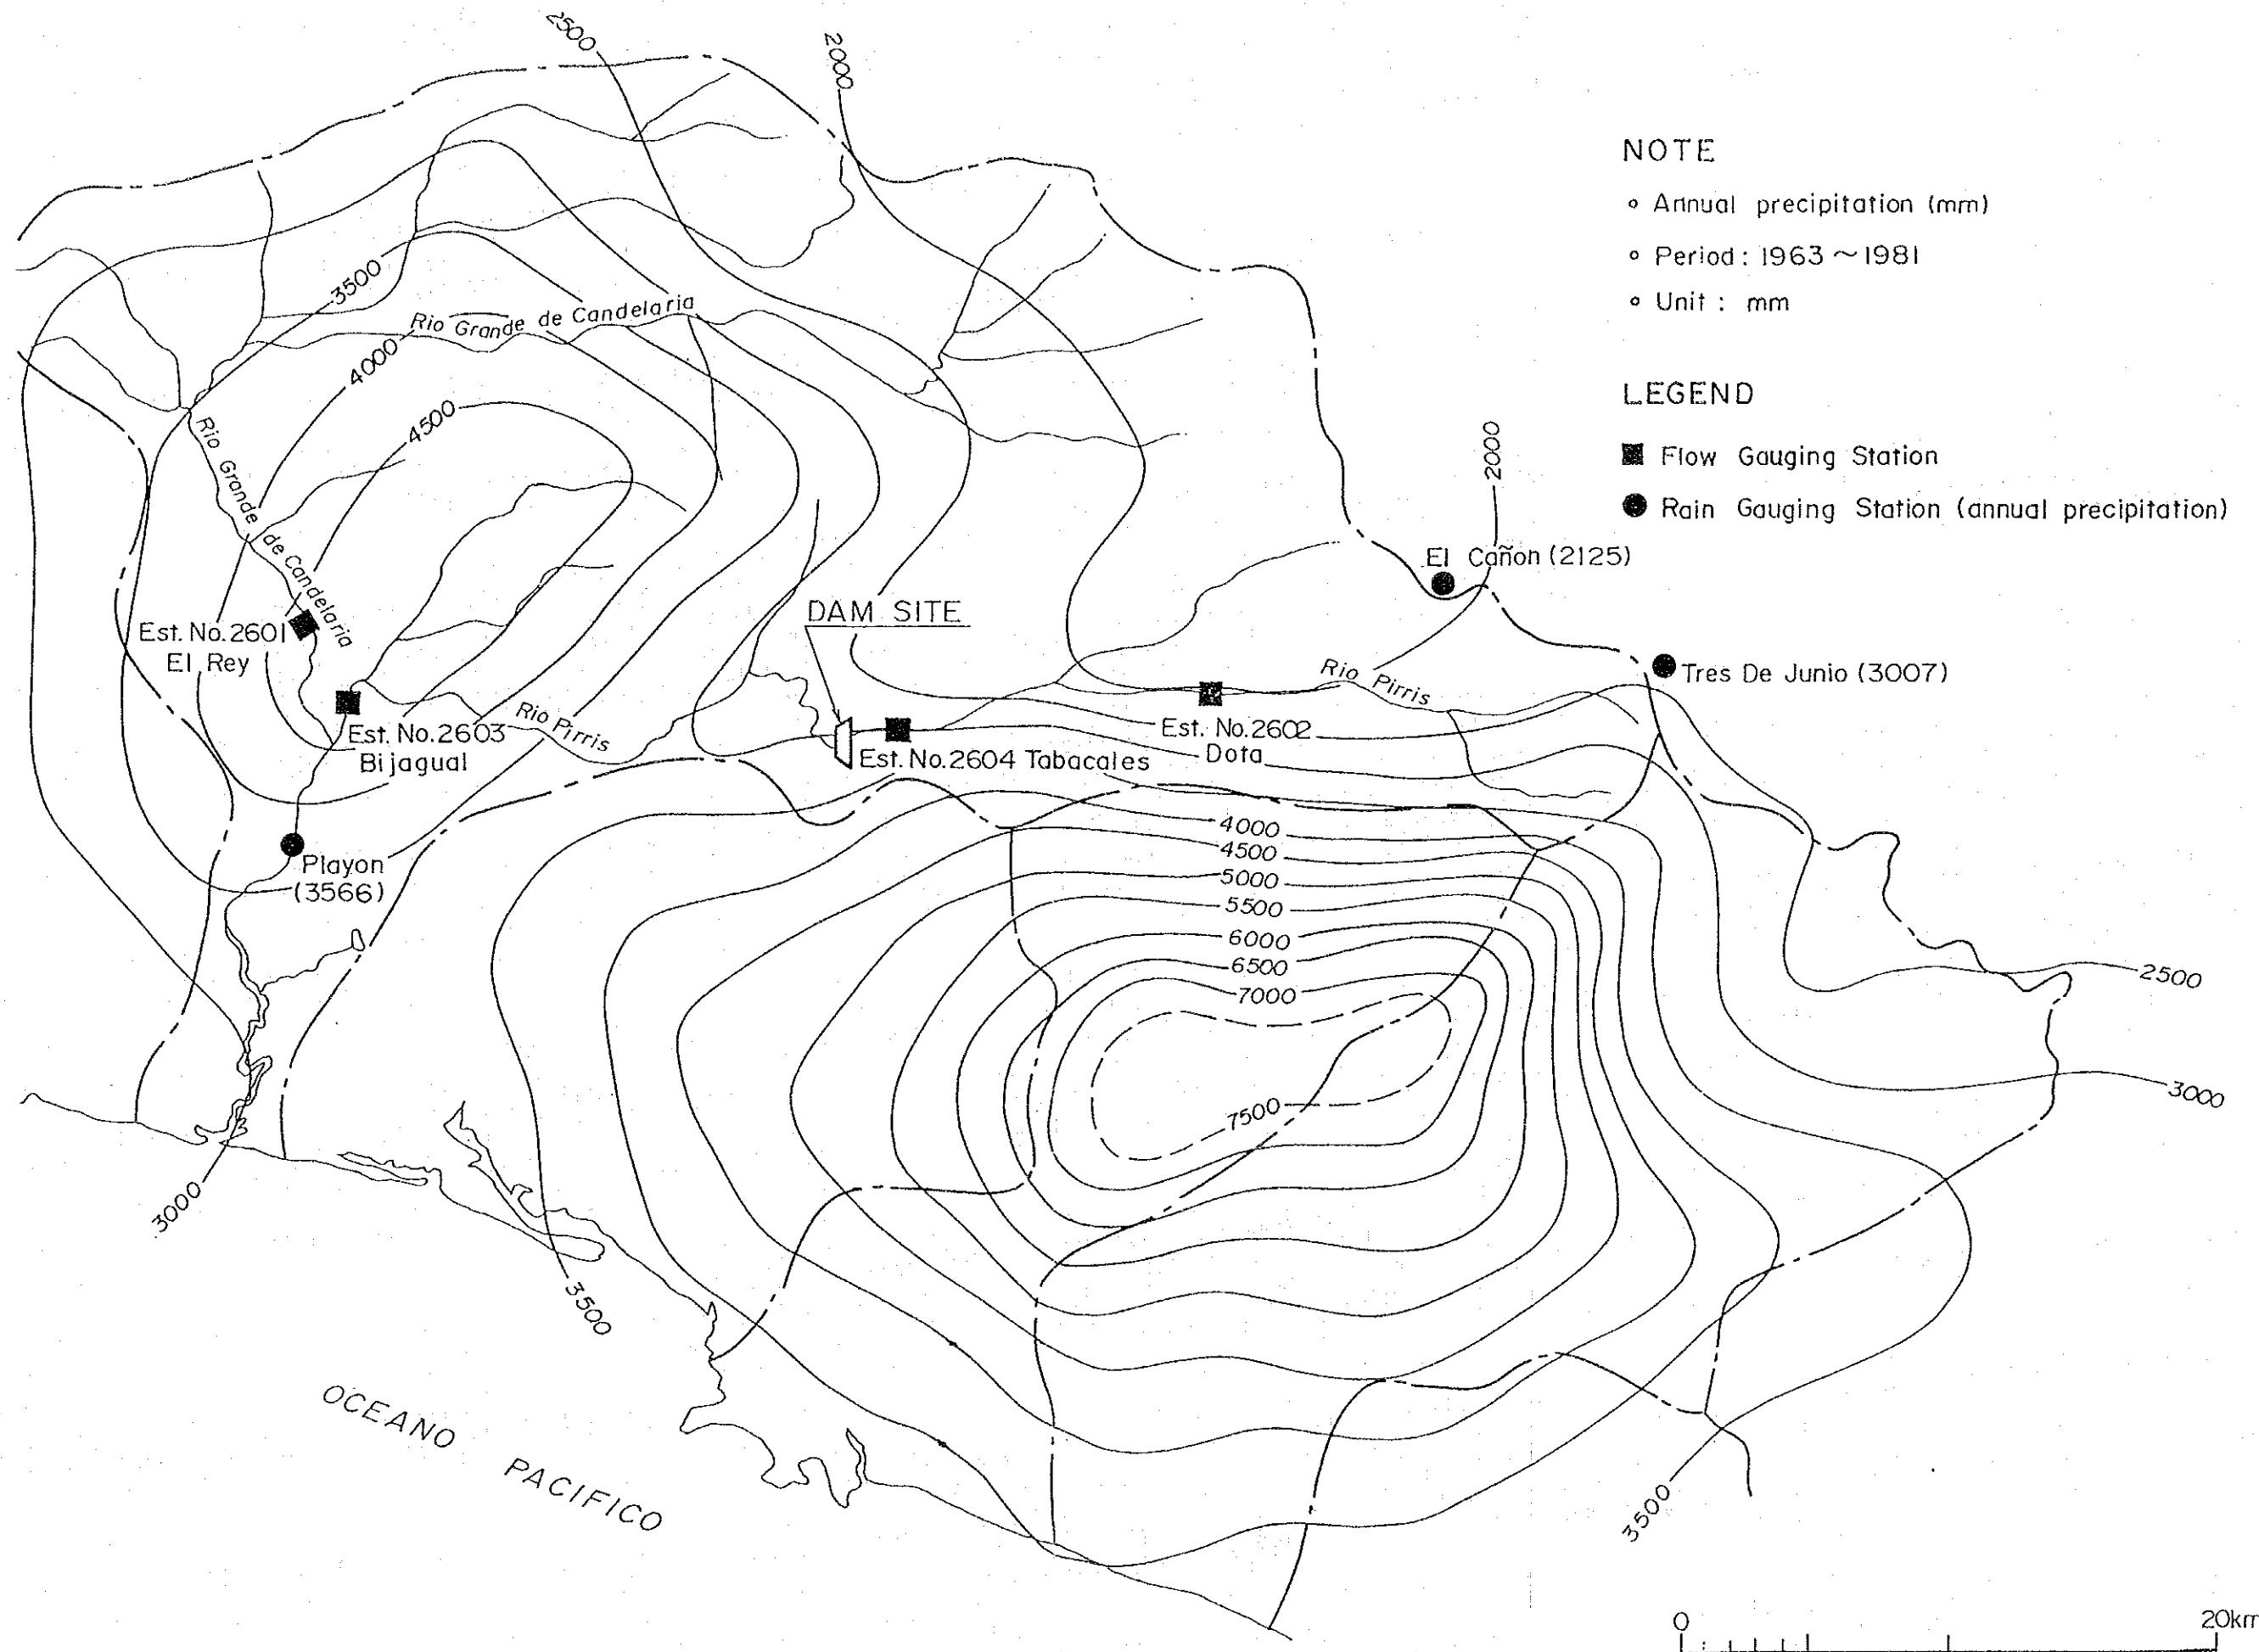 2500
2000
NOTE
Annual precipitation (mm)
Period : 1963 ~ 1981
Unit : mm
LEGEND
Flow Gauging Station
Rain Gauging Station (annual precipitation)
3500
Rio Grande de Candelaria
4000
4500
Rio Grande de Candelaria
2000
El Cañon (2125)
DAM SITE
Est. No. 2601
El Rey
Rio Pirris
Tres De Junio (3007)
Rio Pirris
Est. No. 2603
Bijagual
Est. No. 2602
Dota
Est. No. 2604 Tabacales
4000
4500
5000
5500
6000
6500
7000
7500
Playon
(3566)
2500
3000
3000
3500
3500
OCEANO PACIFICO
0 20km